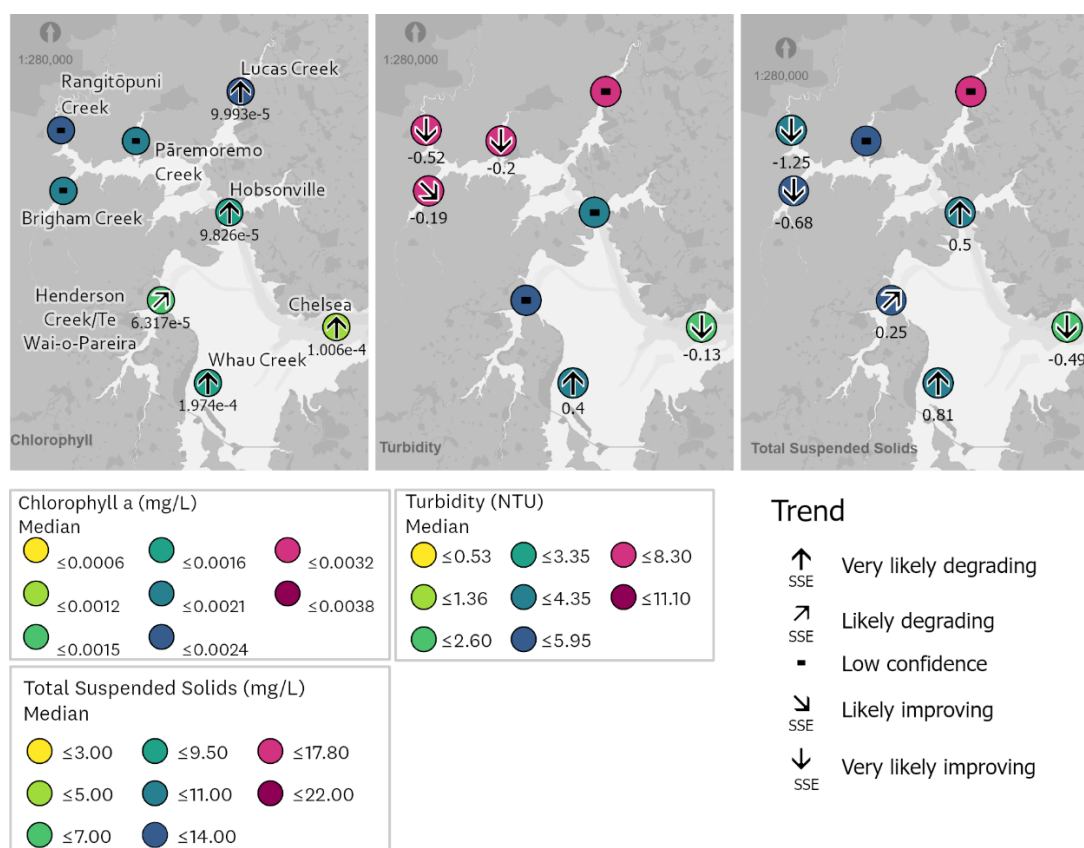 1:280,000
Rangitōpuni
Creek
Lucas Creek
9.993e-5
Pāremoremo
Creek
Hobsonville
Brigham Creek
9.826e-5
Henderson
Creek/Te
Wai-o-Pareira
6.317e-5
Chelsea
1.006e-4
Whau Creek
1.974e-4
Chlorophyll
1:280,000
-0.52
-0.2
-0.19
-0.13
0.4
Turbidity
1:280,000
-1.25
-0.68
0.5
0.25
-0.49
0.81
Total Suspended Solids
Chlorophyll a (mg/L)
Median
≤0.0006 ≤0.0016 ≤0.0032
≤0.0012 ≤0.0021 ≤0.0038
≤0.0015 ≤0.0024
Turbidity (NTU)
Median
≤0.53 ≤3.35 ≤8.30
≤1.36 ≤4.35 ≤11.10
≤2.60 ≤5.95
Total Suspended Solids (mg/L)
Median
≤3.00 ≤9.50 ≤17.80
≤5.00 ≤11.00 ≤22.00
≤7.00 ≤14.00
Trend
SSE Very likely degrading
SSE Likely degrading
Low confidence
SSE Likely improving
SSE Very likely improving